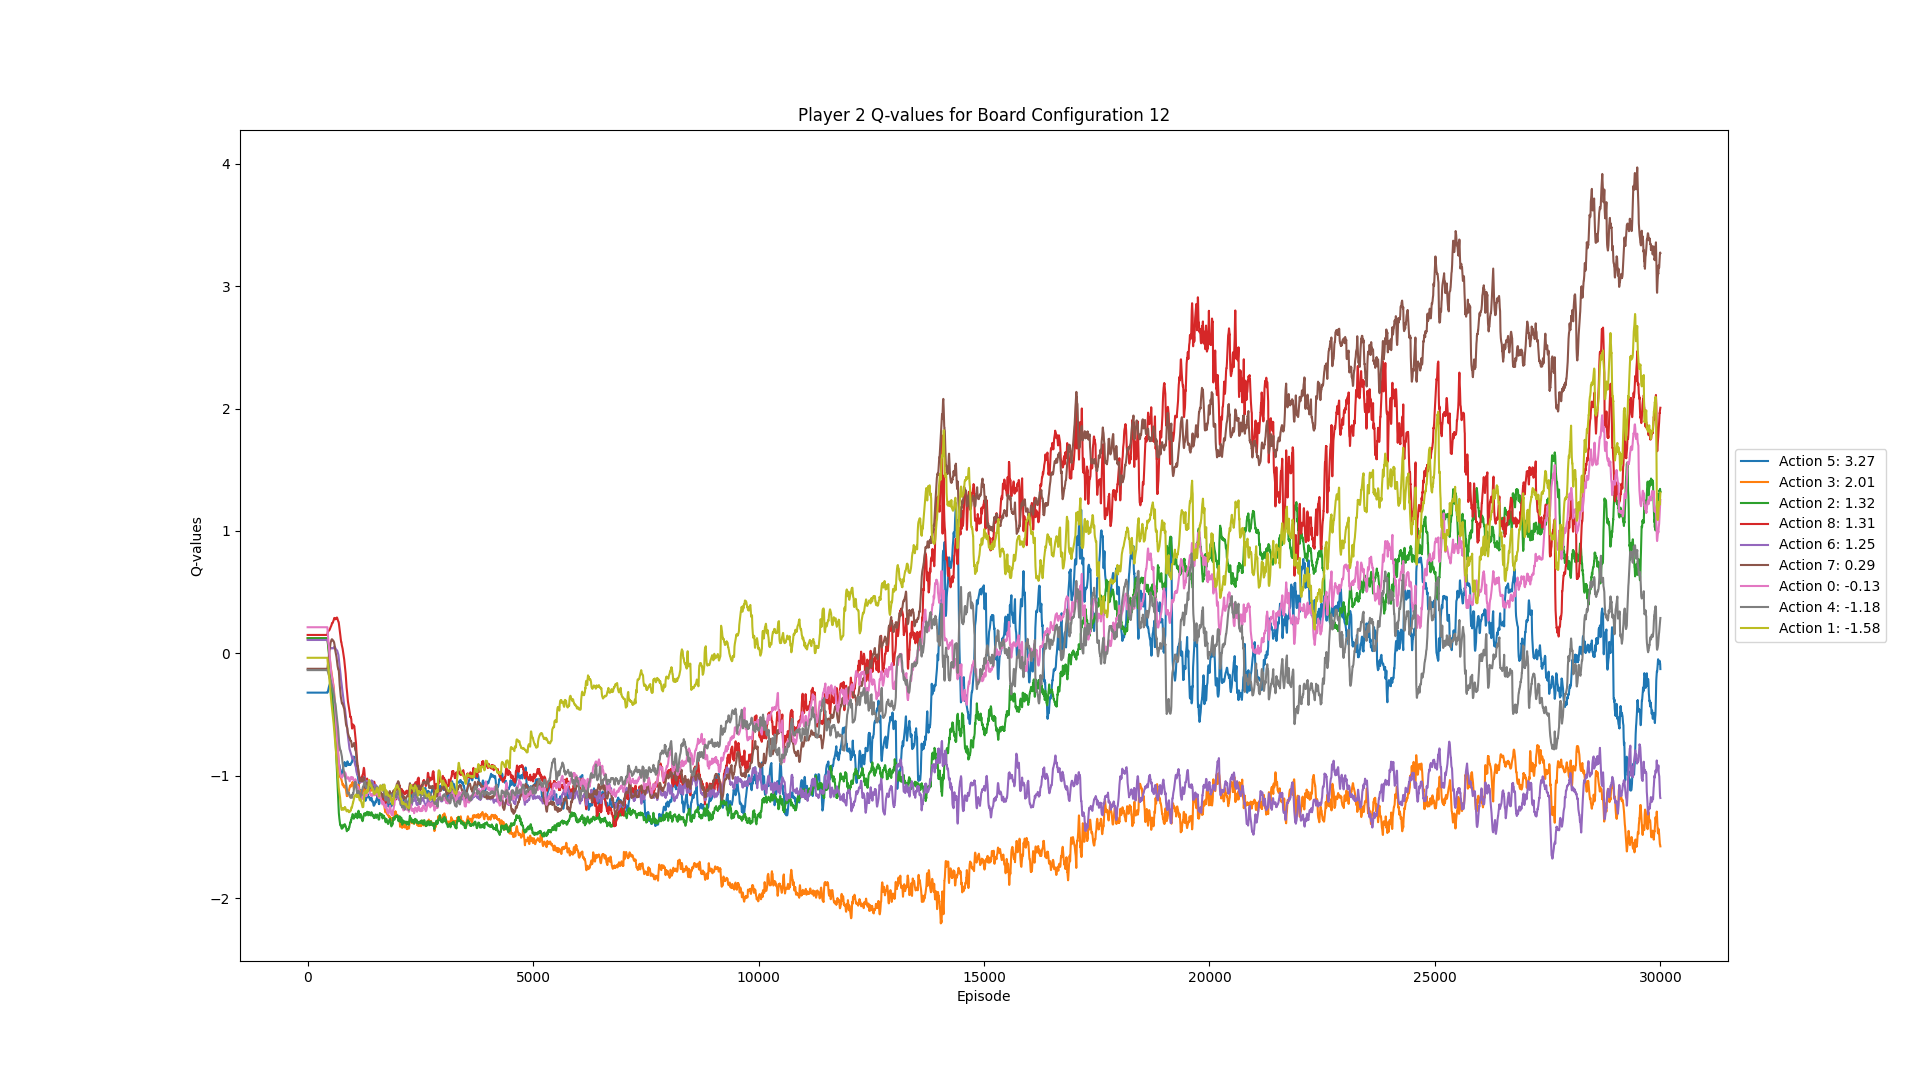 Player 2 Q-values for Board Configuration 12
4
3
2
1
0
−1
−2
Q-values
0 5000 10000 15000 20000 25000 30000
Episode
Action 5: 3.27
Action 3: 2.01
Action 2: 1.32
Action 8: 1.31
Action 6: 1.25
Action 7: 0.29
Action 0: -0.13
Action 4: -1.18
Action 1: -1.58